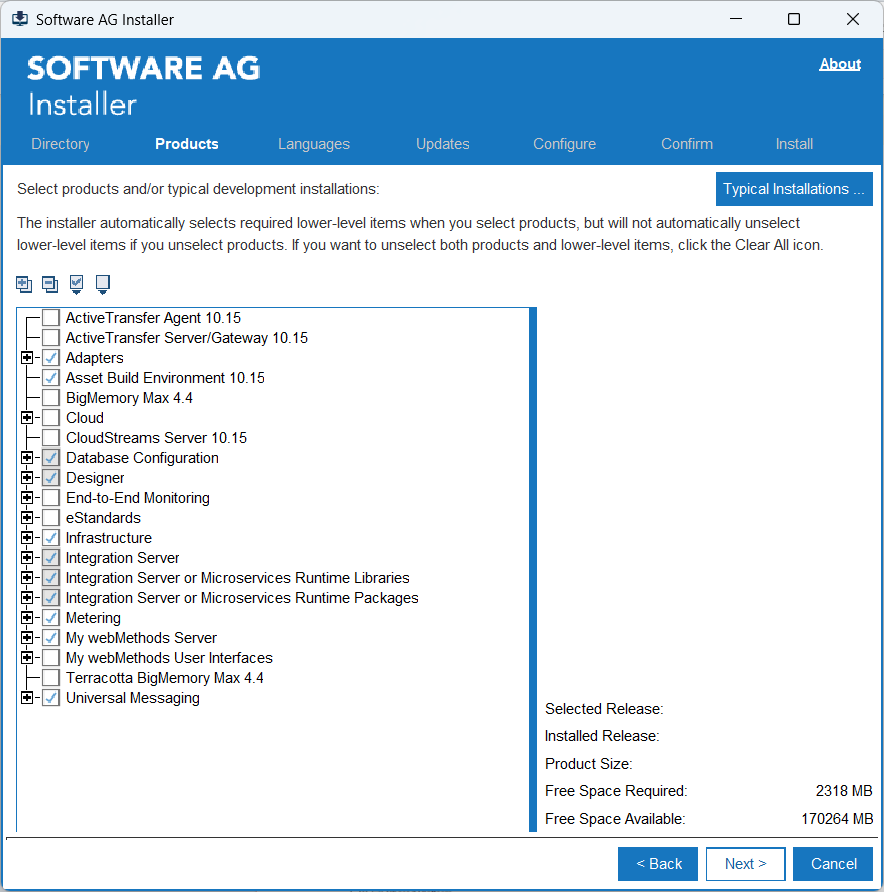 Software AG Installer
SOFTWARE AG
Installer
About
Directory
Products
Languages
Updates
Configure
Confirm
Install
Select products and/or typical development installations:
Typical Installations ...
The installer automatically selects required lower-level items when you select products, but will not automatically unselect
lower-level items if you unselect products. If you want to unselect both products and lower-level items, click the Clear All icon.
ActiveTransfer Agent 10.15
ActiveTransfer Server/Gateway 10.15
Adapters
Asset Build Environment 10.15
BigMemory Max 4.4
Cloud
CloudStreams Server 10.15
Database Configuration
Designer
End-to-End Monitoring
eStandards
Infrastructure
Integration Server
Integration Server or Microservices Runtime Libraries
Integration Server or Microservices Runtime Packages
Metering
My webMethods Server
My webMethods User Interfaces
Terracotta BigMemory Max 4.4
Universal Messaging
Selected Release:
Installed Release:
Product Size:
Free Space Required: 2318 MB
Free Space Available: 170264 MB
< Back
Next >
Cancel